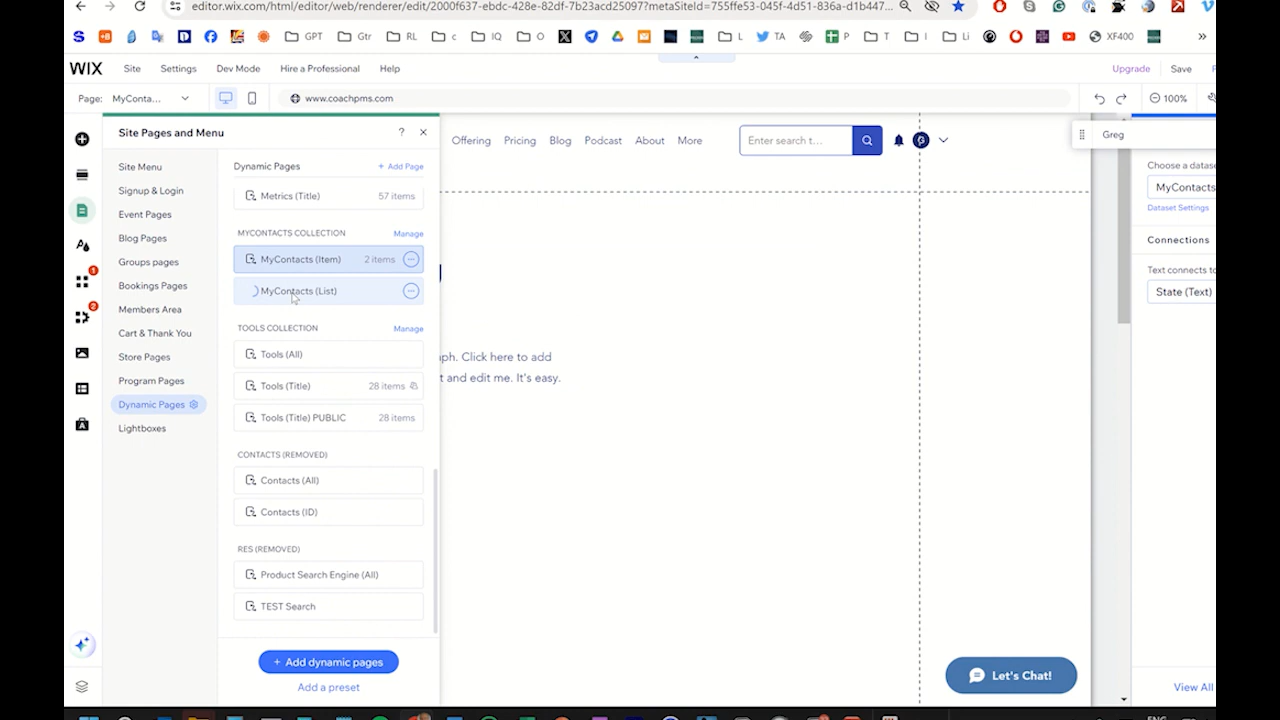 editor.wix.com/html/editor/web/renderer/edit/2000f637-ebdc-428e-82df-7b23acd25097?metaSiteId=755ffe53-045f-4d51-836a-d1b447...
GPT Gtr RL c IQ O L TA P T I Li XF400 »
WIX Site Settings Dev Mode Hire a Professional Help Upgrade Save
Page: MyConta... www.coachpms.com 100%
Site Pages and Menu ?
Site Menu
Signup & Login
Event Pages
Blog Pages
Groups pages
Bookings Pages
Members Area
Cart & Thank You
Store Pages
Program Pages
Dynamic Pages
Lightboxes
1
2
Dynamic Pages + Add Page
Metrics (Title) 57 items
MYCONTACTS COLLECTION Manage
MyContacts (Item) 2 items
MyContacts (List)
TOOLS COLLECTION Manage
Tools (All)
Tools (Title) 28 items
Tools (Title) PUBLIC 28 items
CONTACTS (REMOVED)
Contacts (All)
Contacts (ID)
RES (REMOVED)
Product Search Engine (All)
TEST Search
+ Add dynamic pages
Add a preset
Offering Pricing Blog Podcast About More Enter search t...
aph. Click here to add
t and edit me. It's easy.
Let's Chat!
Greg
Choose a datase
MyContacts
Dataset Settings
Connections
Text connects to
State (Text)
View All
ENG